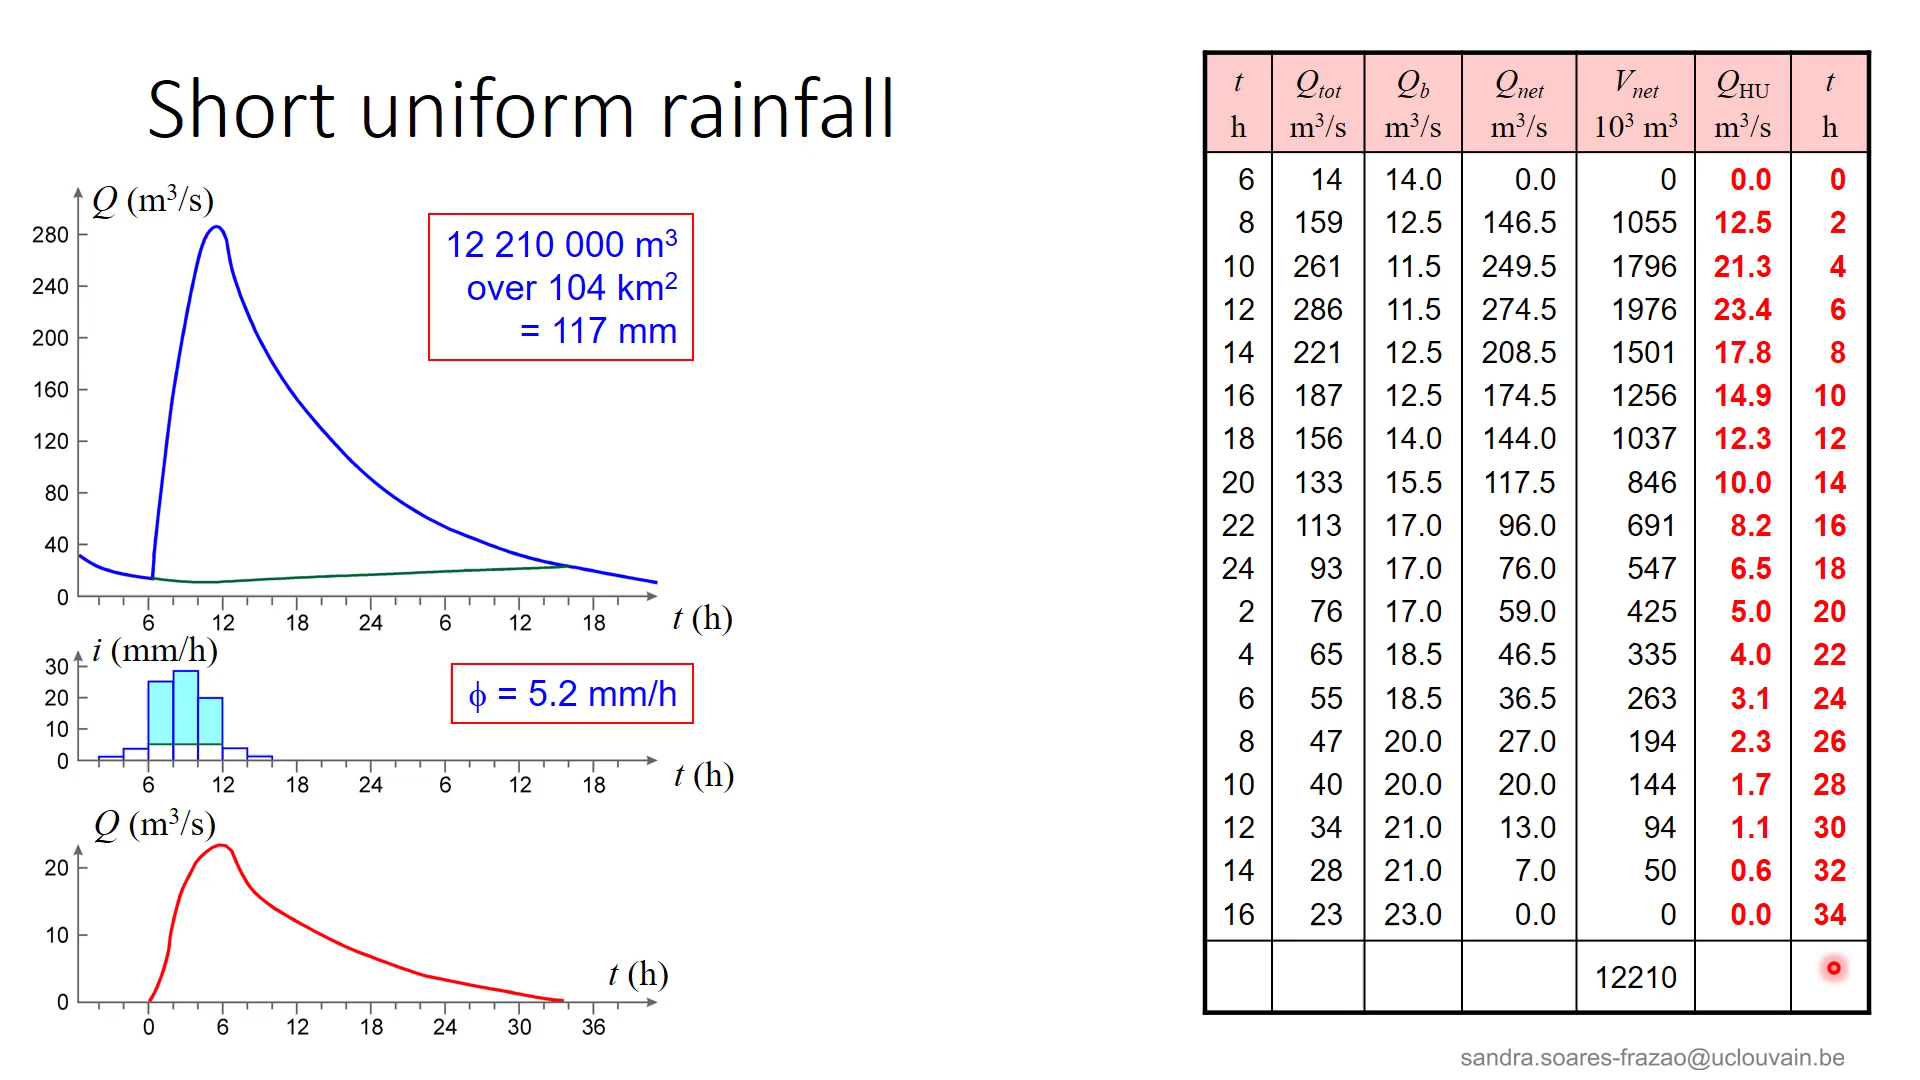 Short uniform rainfall
Q (m³/s)
280
240
200
160
120
80
40
0
6 12 18 24 6 12 18
t (h)
12 210 000 m³
over 104 km²
= 117 mm
i (mm/h)
30
20
10
0
6 12 18 24 6 12 18
t (h)
ϕ = 5.2 mm/h
Q (m³/s)
20
10
0
0 6 12 18 24 30 36
t (h)
t Qtot Qb Qnet Vnet QHU t
h m³/s m³/s m³/s 10³ m³ m³/s h
6 14 14.0 0.0 0 0.0 0
8 159 12.5 146.5 1055 12.5 2
10 261 11.5 249.5 1796 21.3 4
12 286 11.5 274.5 1976 23.4 6
14 221 12.5 208.5 1501 17.8 8
16 187 12.5 174.5 1256 14.9 10
18 156 14.0 144.0 1037 12.3 12
20 133 15.5 117.5 846 10.0 14
22 113 17.0 96.0 691 8.2 16
24 93 17.0 76.0 547 6.5 18
2 76 17.0 59.0 425 5.0 20
4 65 18.5 46.5 335 4.0 22
6 55 18.5 36.5 263 3.1 24
8 47 20.0 27.0 194 2.3 26
10 40 20.0 20.0 144 1.7 28
12 34 21.0 13.0 94 1.1 30
14 28 21.0 7.0 50 0.6 32
16 23 23.0 0.0 0 0.0 34
12210
sandra.soares-frazao@uclouvain.be